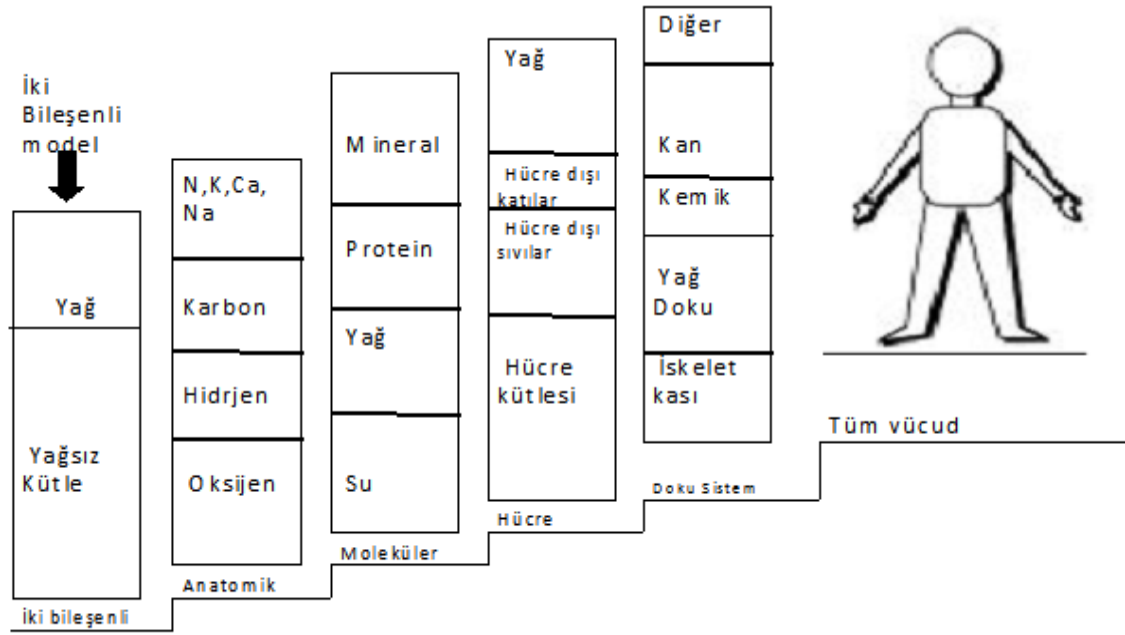 İki
Bileşenli
model
Yağ
Yağsız
Kütle
İki bileşenli
N,K,Ca,
Na
Karbon
Hidrjen
Oksijen
Anatomik
Mineral
Protein
Yağ
Su
Moleküler
Yağ
Hücre dışı
katılar
Hücre dışı
sıvılar
Hücre
kütlesi
Hücre
Diğer
Kan
Kemik
Yağ
Doku
İskelet
kası
Doku Sistem
Tüm vücud